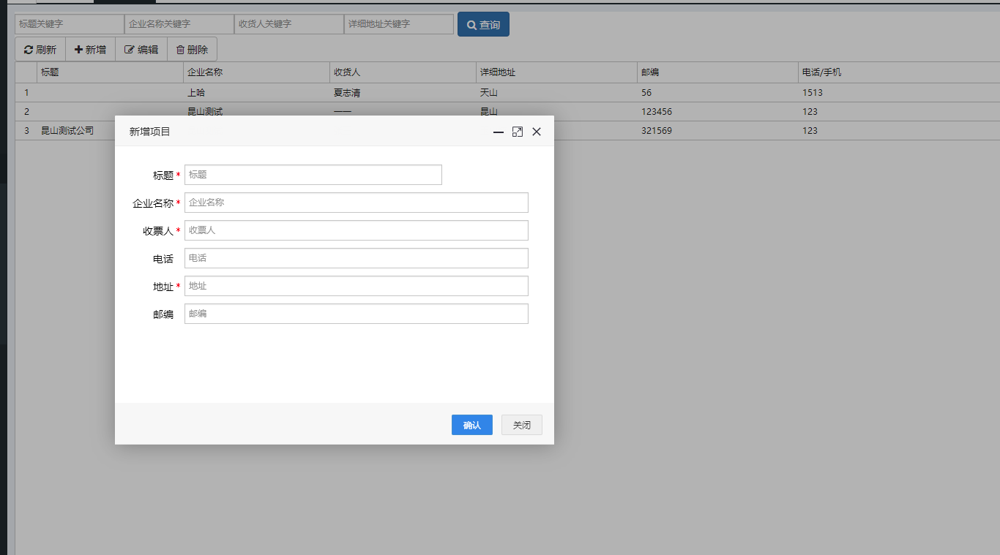 标题关键字 企业名称关键字 收货人关键字 详细地址关键字 查询
刷新 新增 编辑 删除
标题 企业名称 收货人 详细地址 邮编 电话/手机
1 上哈 夏志清 天山 56 1513
2 昆山测试 一一 昆山 123456 123
3 昆山测试公司 321569 123
新增项目
标题 * 标题
企业名称 * 企业名称
收票人 * 收票人
电话 电话
地址 * 地址
邮编 邮编
确认 关闭